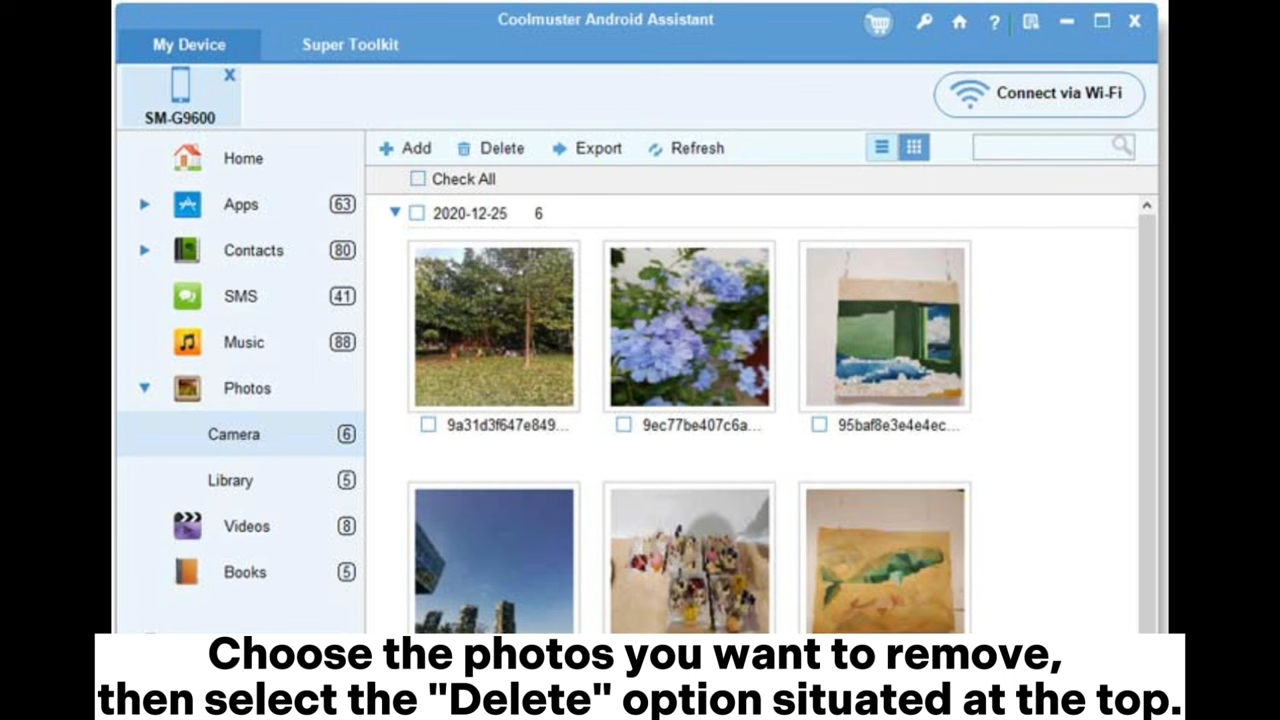 Coolmuster Android Assistant
My Device
Super Toolkit
SM-G9600
Connect via Wi-Fi
Add
Delete
Export
Refresh
Check All
Home
Apps 63
Contacts 80
SMS 41
Music 88
Photos
Camera 6
Library 5
Videos 8
Books 5
2020-12-25 6
9a31d3f647e849...
9ec77be407c6a...
95baf8e3e4e4ec...
Choose the photos you want to remove,
then select the "Delete" option situated at the top.